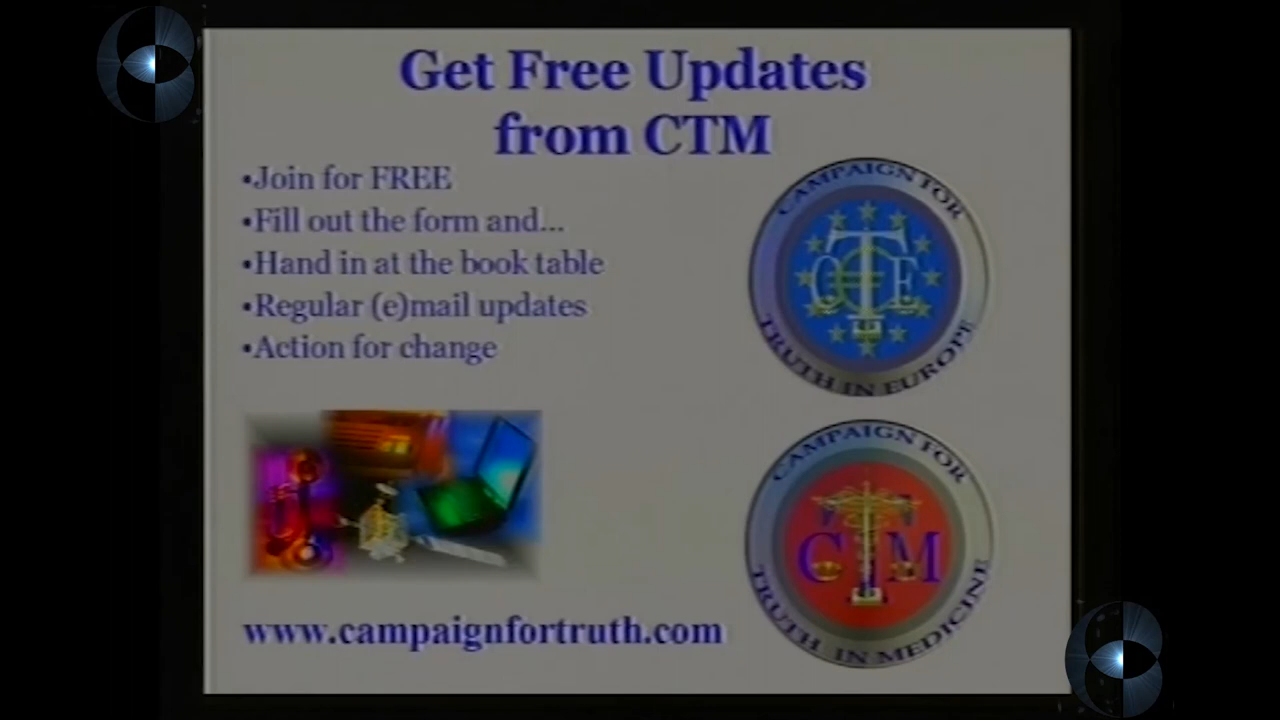 Get Free Updates
from CTM
•Join for FREE
•Fill out the form and...
•Hand in at the book table
•Regular (e)mail updates
•Action for change
CAMPAIGN FOR
CTE
TRUTH IN EUROPE
CAMPAIGN FOR
CTM
TRUTH IN MEDICINE
www.campaignfortruth.com